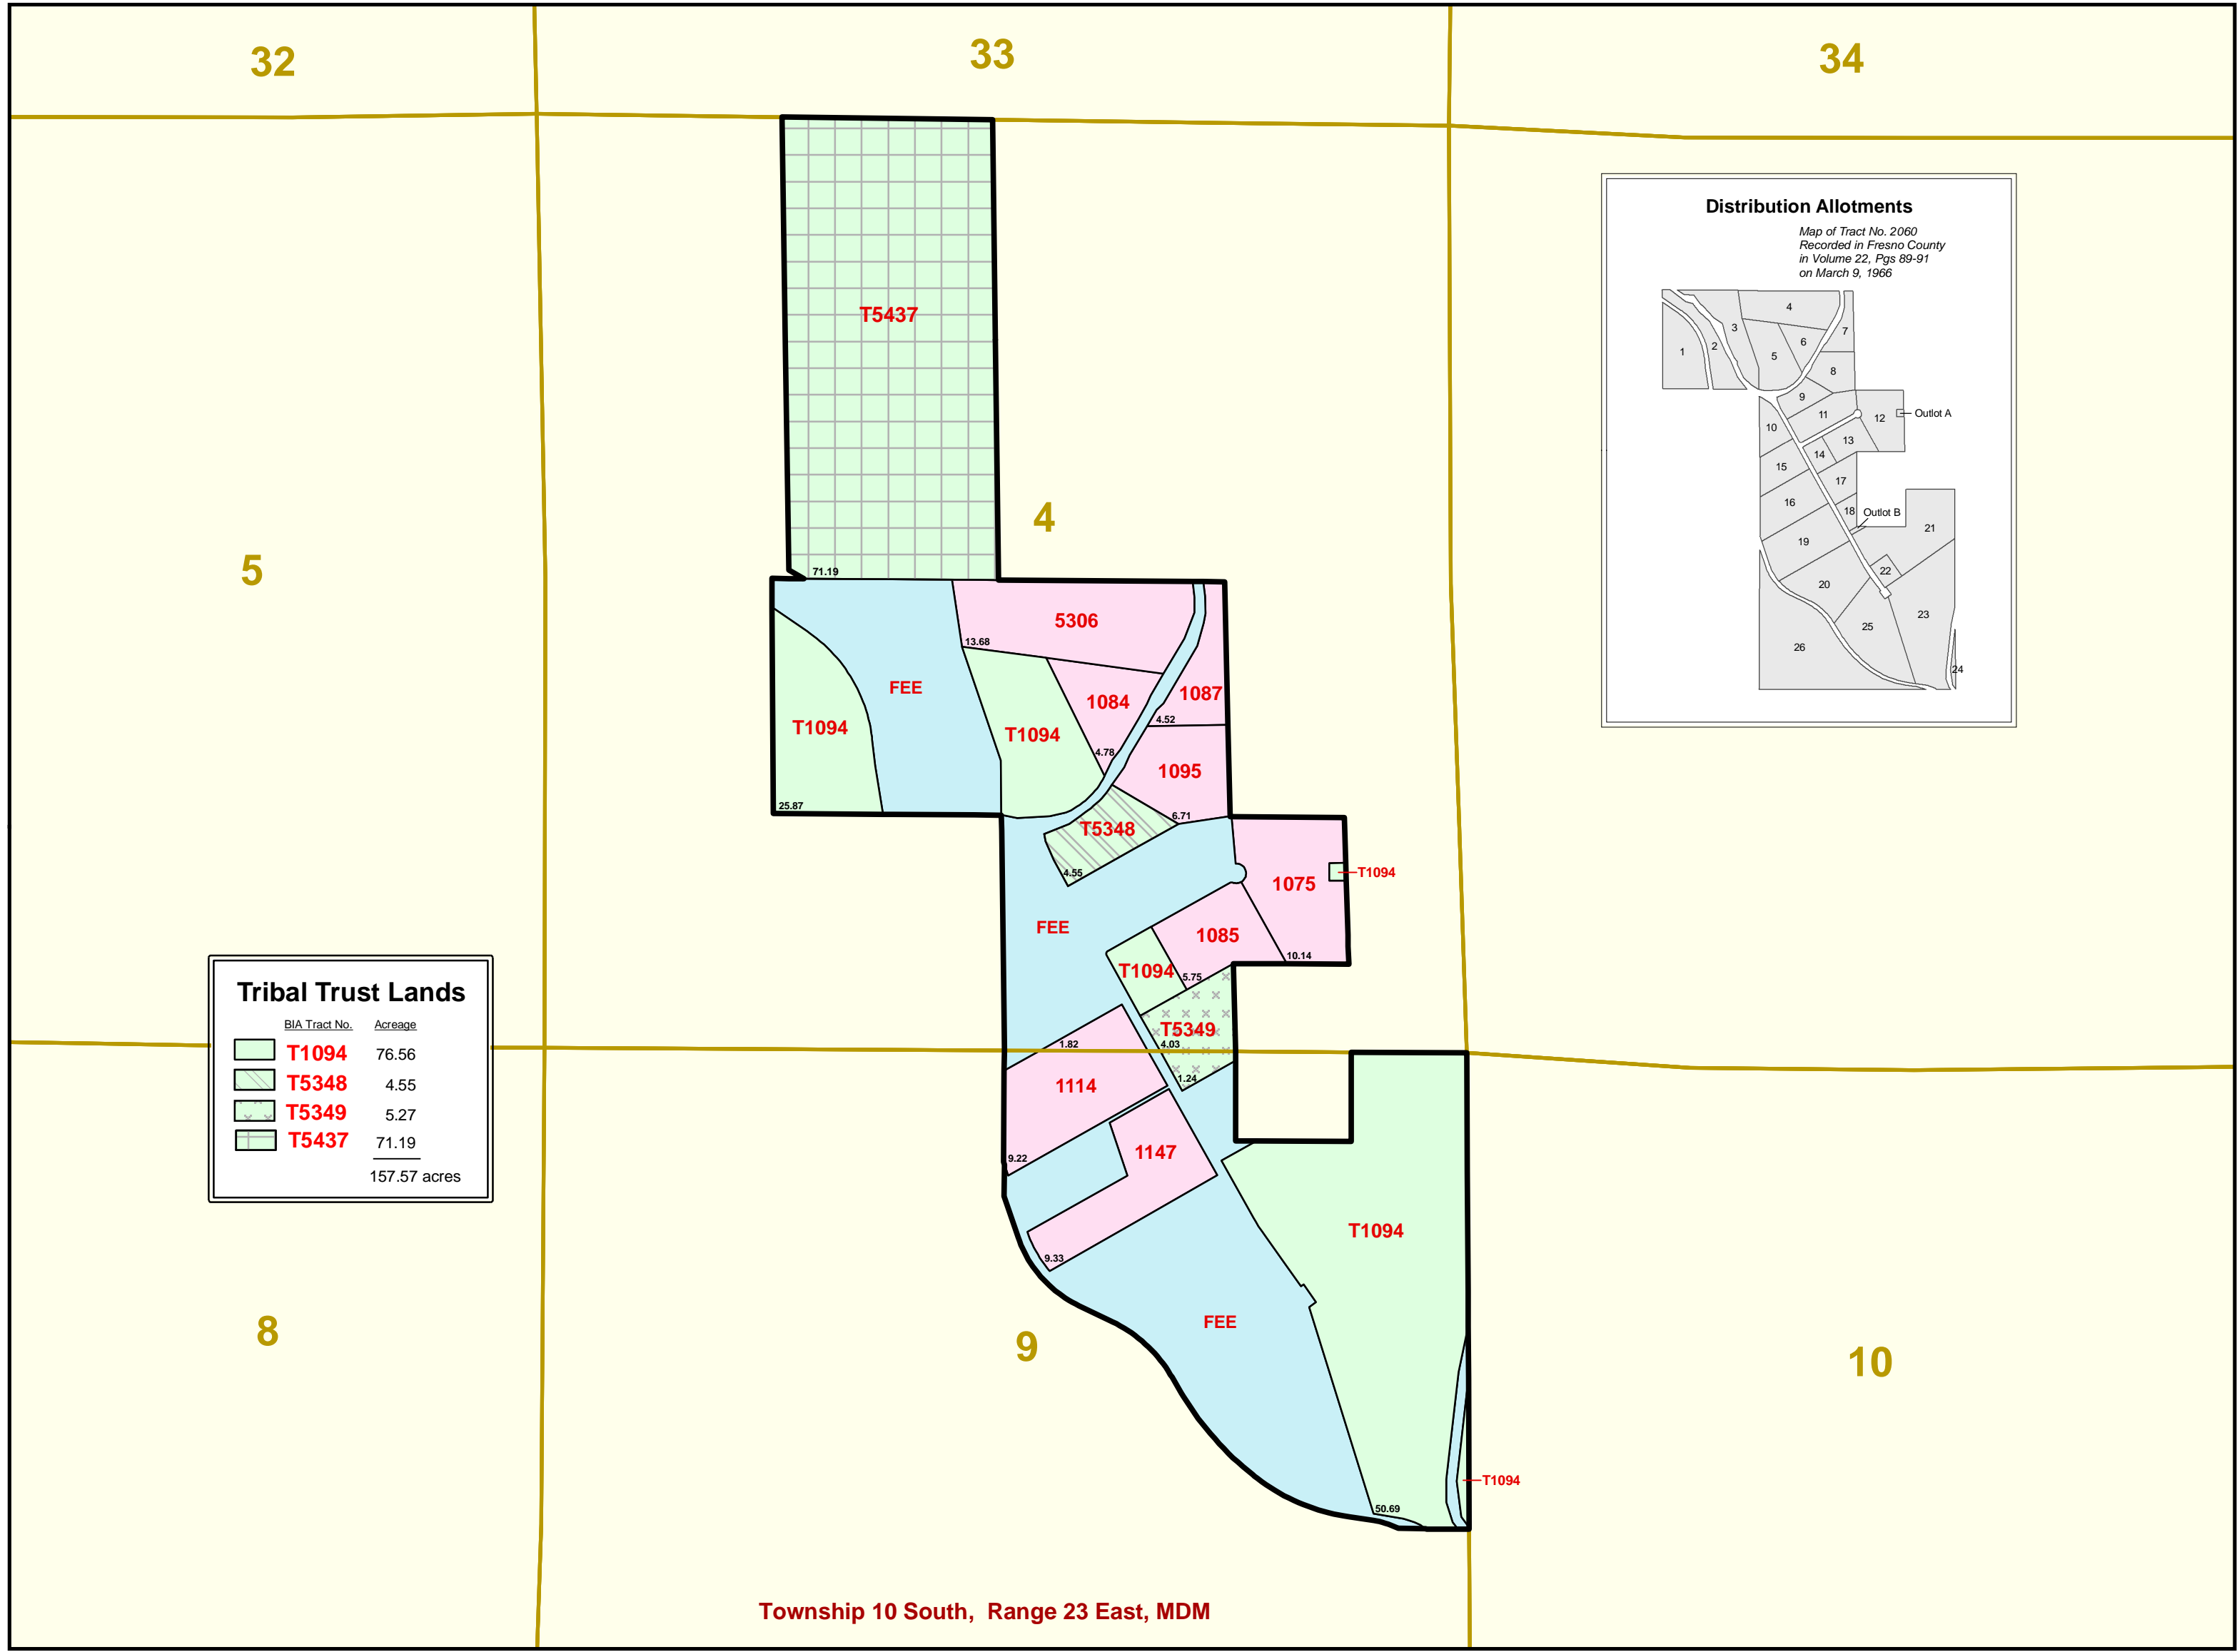 32
33
34
Distribution Allotments
Map of Tract No. 2060
Recorded in Fresno County
in Volume 22, Pgs 89-91
on March 9, 1966
4
3
7
6
2
1
5
8
9
11
12
Outlot A
10
13
14
15
17
16
18
Outlot B
21
19
22
20
23
25
26
24
T5437
4
5
71.19
5306
13.68
FEE
1084
1087
4.52
T1094
T1094
4.78
1095
25.87
6.71
T5348
4.55
T1094
1075
FEE
1085
10.14
T1094
5.75
T5349
1.82
4.03
1.24
1114
9.22
1147
9.33
T1094
FEE
50.69
T1094
Tribal Trust Lands
BIA Tract No. Acreage
T1094 76.56
T5348 4.55
T5349 5.27
T5437 71.19
157.57 acres
8
9
10
Township 10 South, Range 23 East, MDM